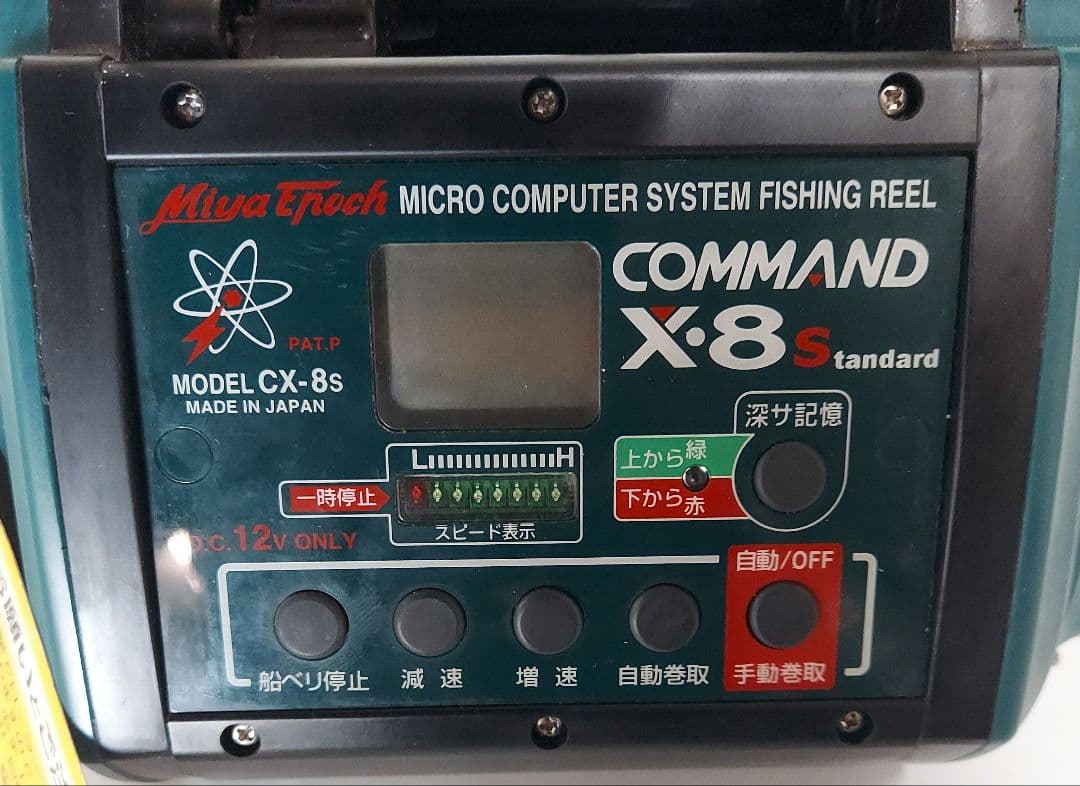 Miya Epoch MICRO COMPUTER SYSTEM FISHING REEL
COMMAND
X·8 Standard
PAT.P
MODEL CX-8S
MADE IN JAPAN
深サ記憶
上から緑
下から赤
L H
一時停止
スピード表示
D.C. 12V ONLY
自動/OFF
船ベリ停止 減速 増速 自動巻取 手動巻取